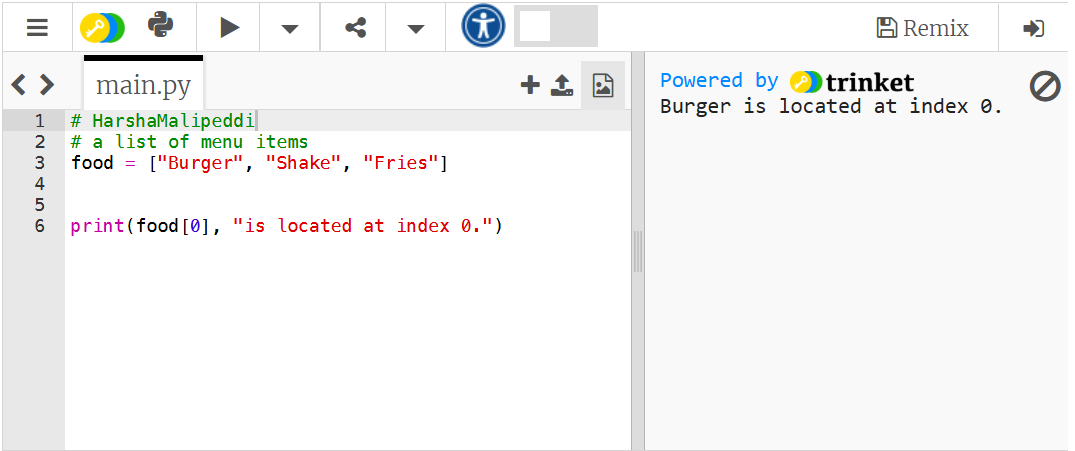 Remix
main.py
1 # HarshaMalipeddi
2 # a list of menu items
3 food = ["Burger", "Shake", "Fries"]
4
5
6 print(food[0], "is located at index 0.")
Powered by trinket
Burger is located at index 0.